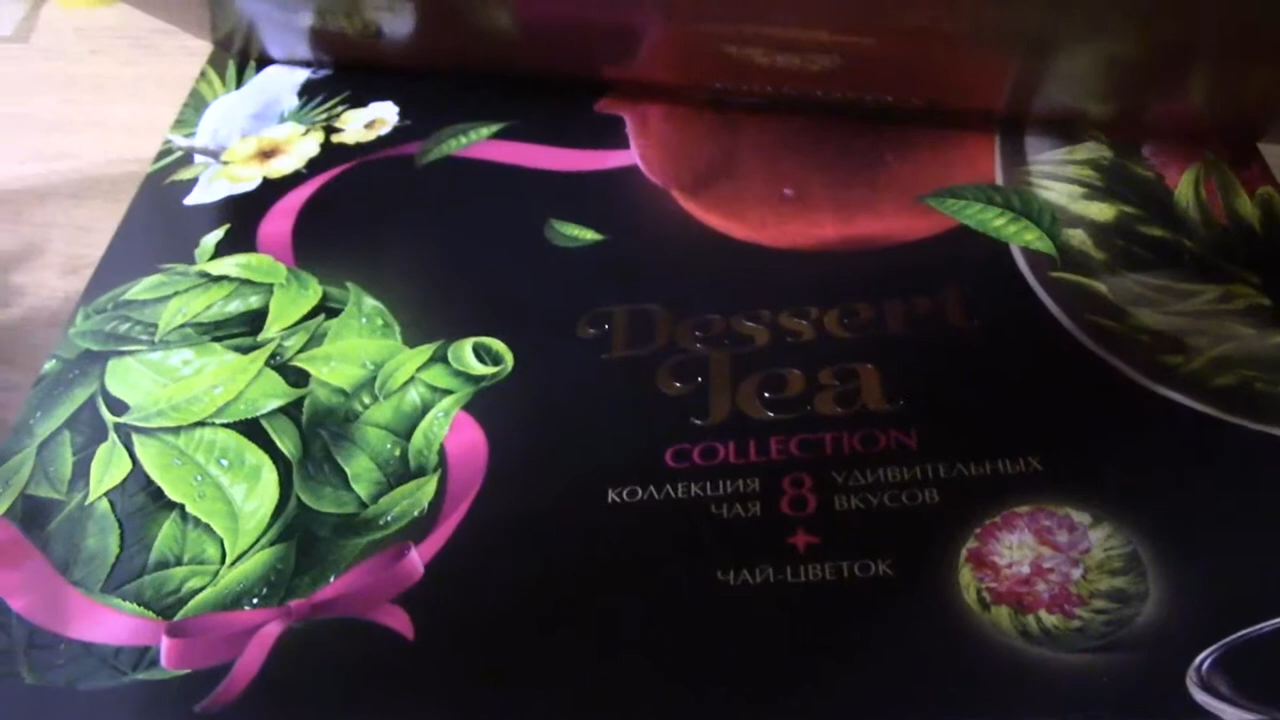 Dessert
Tea
COLLECTION
КОЛЛЕКЦИЯ 8 УДИВИТЕЛЬНЫХ
ЧАЯ ВКУСОВ
+
ЧАЙ-ЦВЕТОК